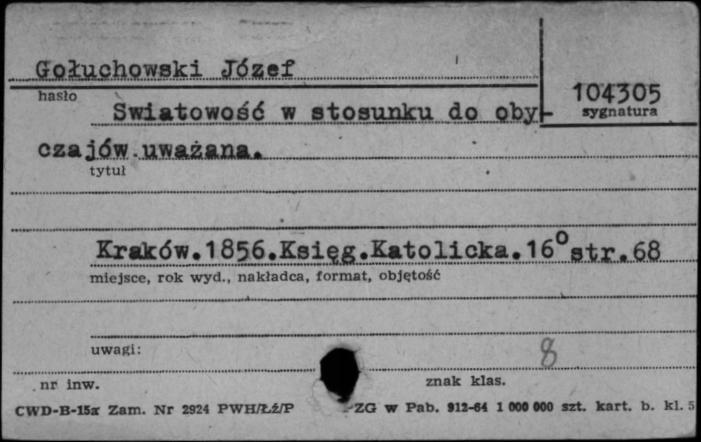 Gołuchowski Józef
hasło
104305
sygnatura
Swiatowość w stosunku do oby-
czajów uważana.
tytuł
Kraków.1856.Księg.Katolicka.16° str.68
miejsce, rok wyd., nakładca, format, objętość
uwagi:
8
nr inw.
znak klas.
CWD-B-15a Zam. Nr 2924 PWH/Łź/P
ZG w Pab. 912-64 1 000 000 szt. kart. b. kl. 5